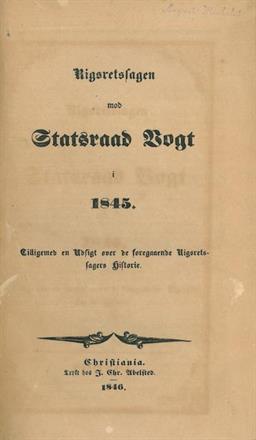 Rigsretssagen
mod
Statsraad Vogt
i
1845.
Tilligemed en Udsigt over de foregaaende Rigsrets-
sagers Historie.
Christiania.
Trykt hos J. Chr. Abelsted.
1846.